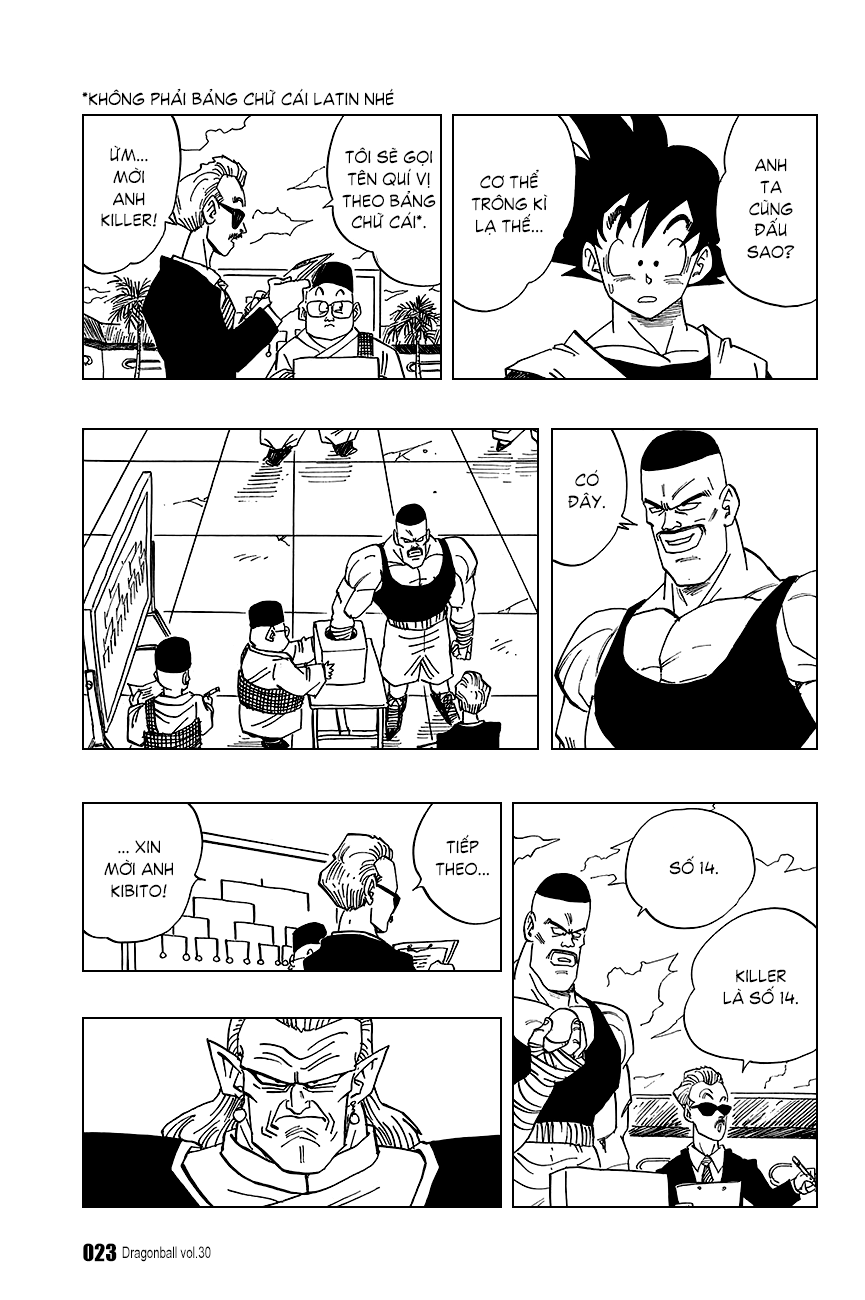 *KHÔNG PHẢI BẢNG CHỮ CÁI LATIN NHÉ
ANH
TA
CŨNG
ĐẤU
SAO?
CƠ THỂ
TRÔNG KÌ
LẠ THẾ...
TÔI SẼ GỌI
TÊN QUÍ VỊ
THEO BẢNG
CHỮ CÁI*.
ỪM...
MỜI
ANH
KILLER!
CÓ
ĐÂY.
SỐ 14.
KILLER
LÀ SỐ 14.
TIẾP
THEO...
... XIN
MỜI ANH
KIBITO!
023 Dragonball vol.30